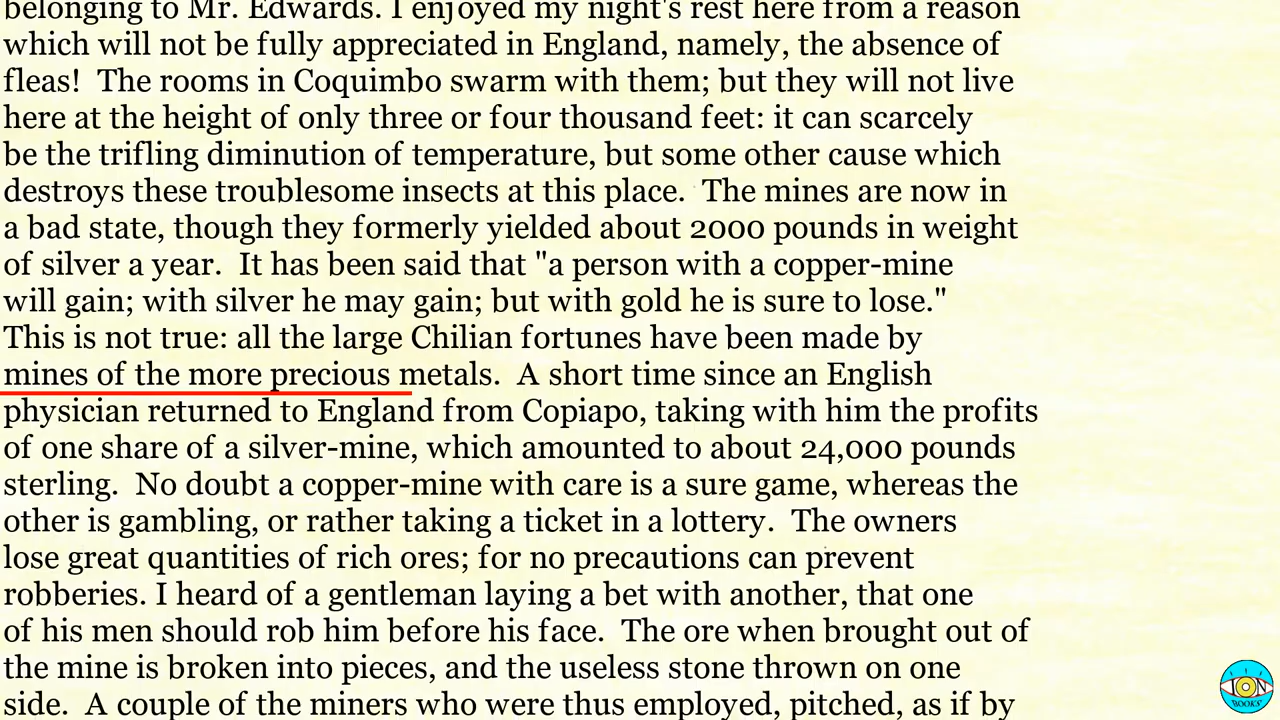 belonging to Mr. Edwards. I enjoyed my night's rest here from a reason
which will not be fully appreciated in England, namely, the absence of
fleas!  The rooms in Coquimbo swarm with them; but they will not live
here at the height of only three or four thousand feet: it can scarcely
be the trifling diminution of temperature, but some other cause which
destroys these troublesome insects at this place.  The mines are now in
a bad state, though they formerly yielded about 2000 pounds in weight
of silver a year.  It has been said that "a person with a copper-mine
will gain; with silver he may gain; but with gold he is sure to lose."
This is not true: all the large Chilian fortunes have been made by
mines of the more precious metals.  A short time since an English
physician returned to England from Copiapo, taking with him the profits
of one share of a silver-mine, which amounted to about 24,000 pounds
sterling.  No doubt a copper-mine with care is a sure game, whereas the
other is gambling, or rather taking a ticket in a lottery.  The owners
lose great quantities of rich ores; for no precautions can prevent
robberies. I heard of a gentleman laying a bet with another, that one
of his men should rob him before his face.  The ore when brought out of
the mine is broken into pieces, and the useless stone thrown on one
side.  A couple of the miners who were thus employed, pitched, as if by
ION
BOOKS